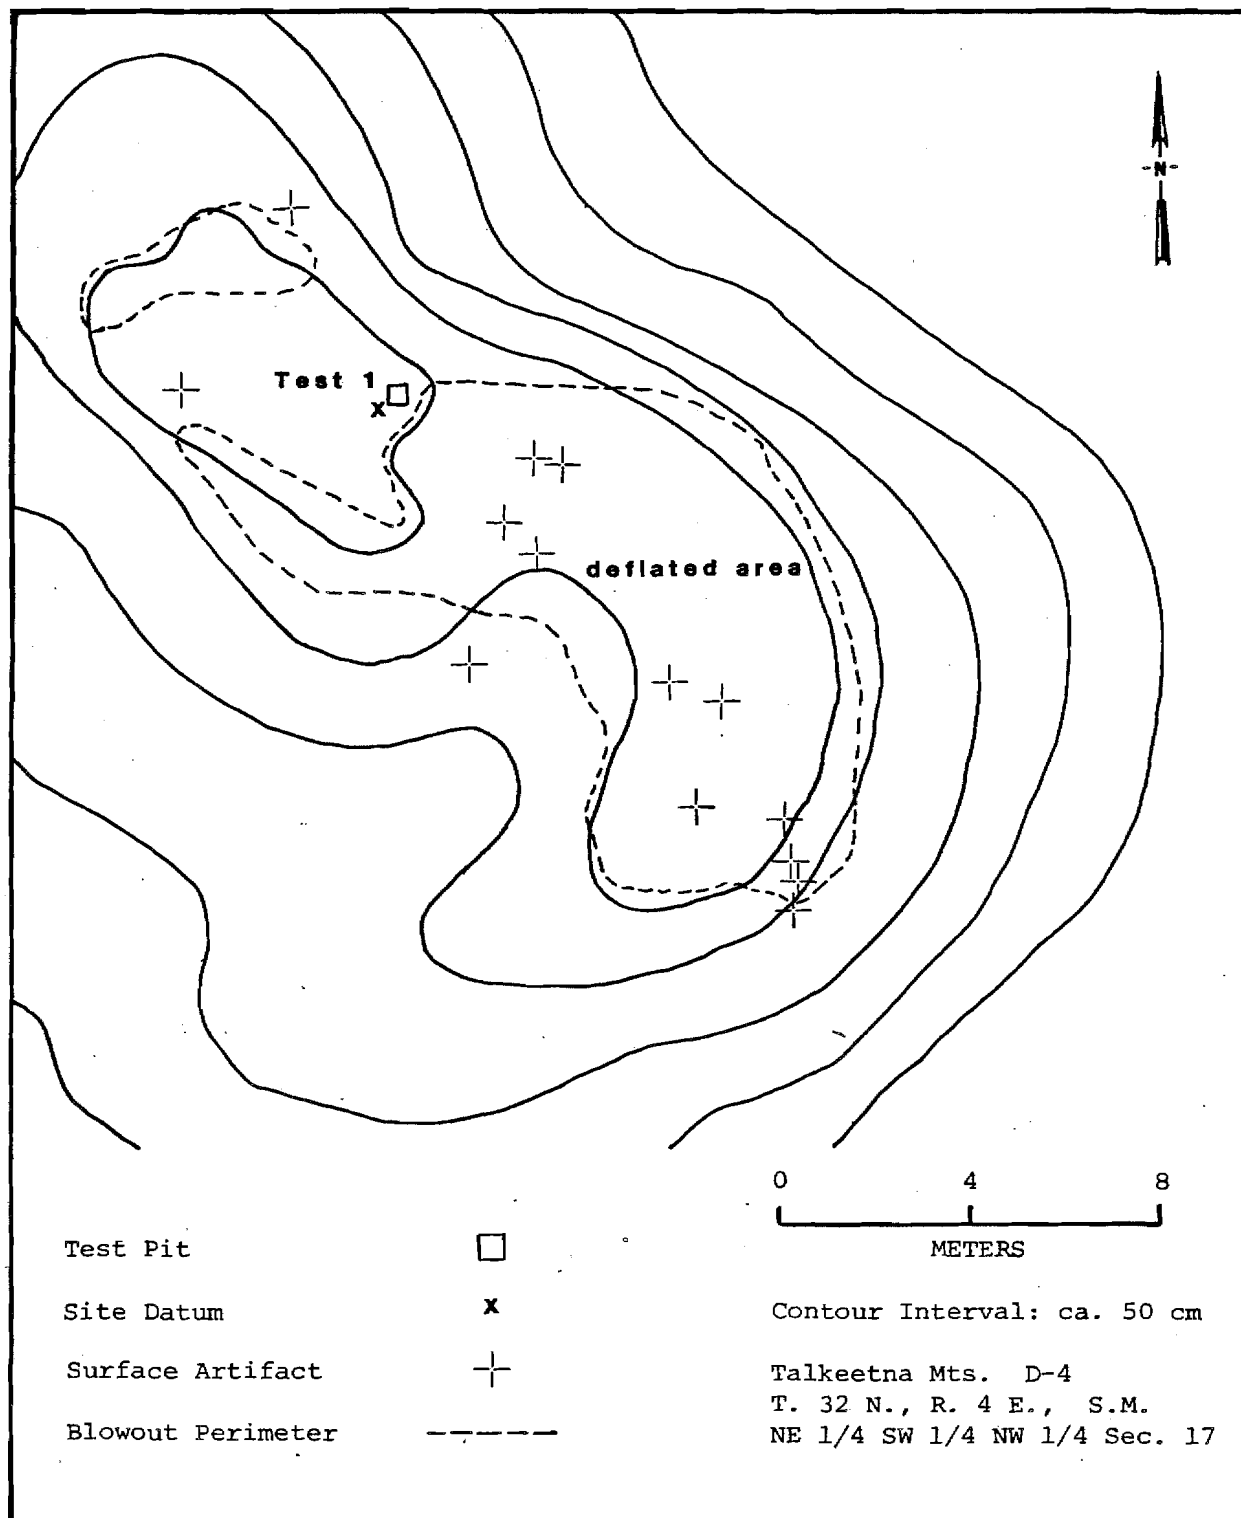 -N-
Test 1
x
deflated area
0 4 8
METERS
Test Pit
Site Datum x
Surface Artifact
Blowout Perimeter
Contour Interval: ca. 50 cm
Talkeetna Mts. D-4
T. 32 N., R. 4 E., S.M.
NE 1/4 SW 1/4 NW 1/4 Sec. 17